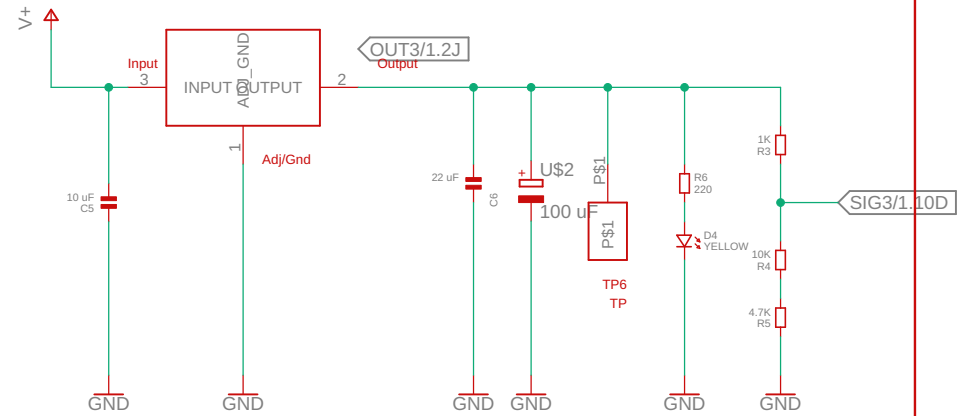 V+
OUT3/1.2J
Input
Output
3
INPUT
OUTPUT
ADJ_GND
2
1
Adj/Gnd
10 uF
C5
22 uF
C6
+
U$2
100 uF
P$1
P$1
TP6
TP
R6
220
D4
YELLOW
1K
R3
SIG3/1.10D
10K
R4
4.7K
R5
GND
GND
GND
GND
GND
GND